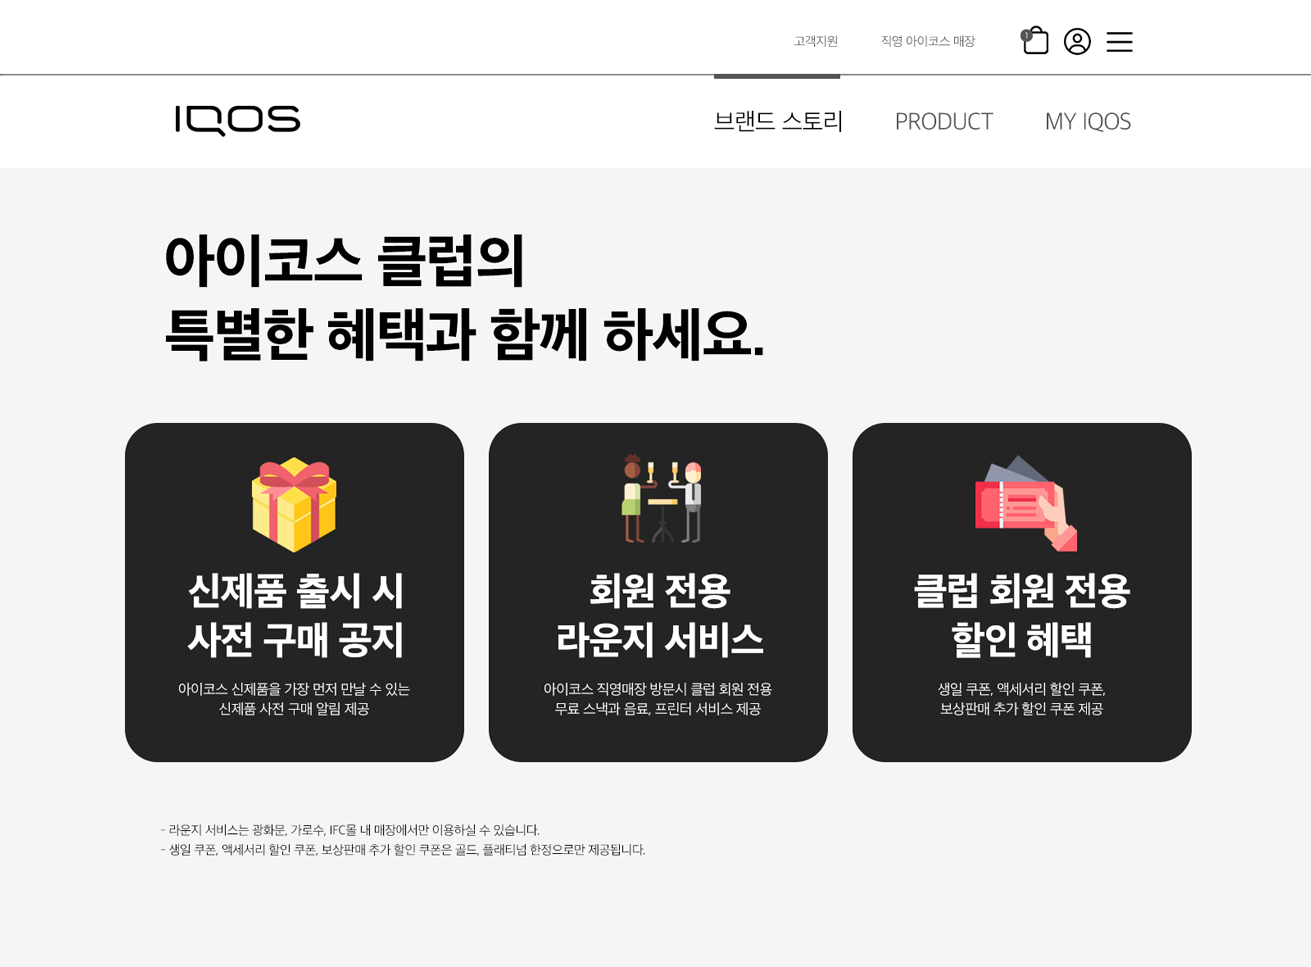 고객지원 직영 아이코스 매장 1
IQOS 브랜드 스토리 PRODUCT MY IQOS
아이코스 클럽의
특별한 혜택과 함께 하세요.
신제품 출시 시
사전 구매 공지
아이코스 신제품을 가장 먼저 만날 수 있는
신제품 사전 구매 알림 제공
회원 전용
라운지 서비스
아이코스 직영매장 방문시 클럽 회원 전용
무료 스낵과 음료, 프린터 서비스 제공
클럽 회원 전용
할인 혜택
생일 쿠폰, 액세서리 할인 쿠폰,
보상판매 추가 할인 쿠폰 제공
- 라운지 서비스는 광화문, 가로수, IFC몰 내 매장에서만 이용하실 수 있습니다.
- 생일 쿠폰, 액세서리 할인 쿠폰, 보상판매 추가 할인 쿠폰은 골드, 플래티넘 한정으로만 제공됩니다.